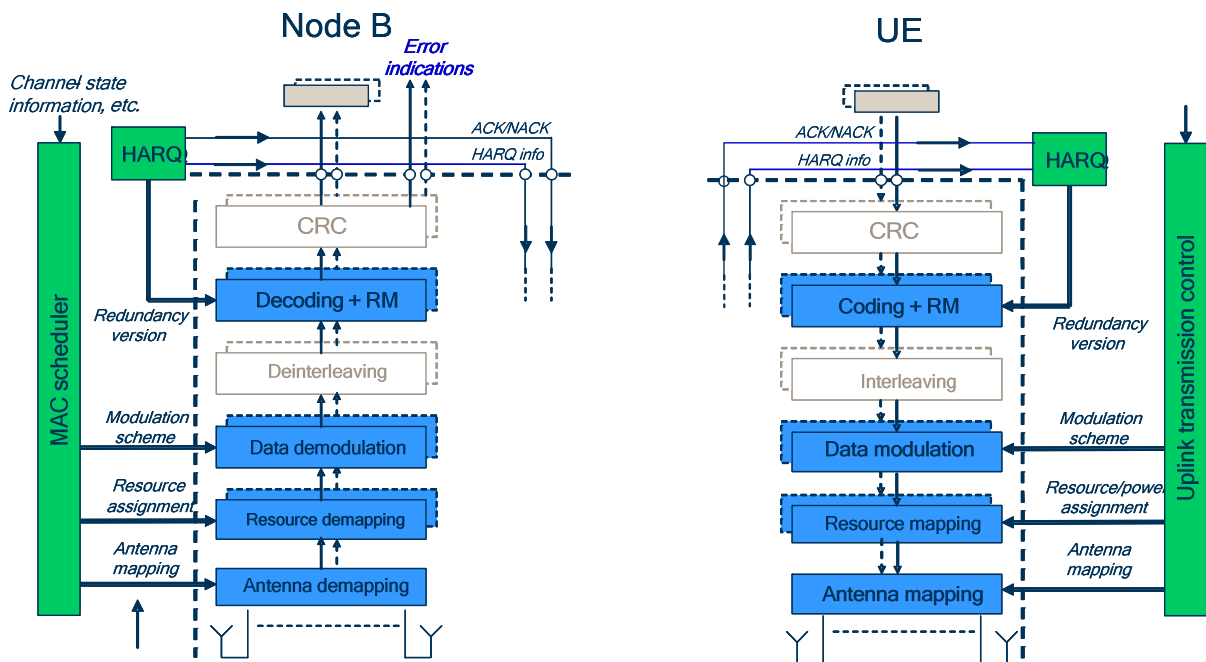 Node B
UE
Error
indications
Channel state
information, etc.
ACK/NACK
HARQ info
HARQ
MAC scheduler
CRC
Decoding + RM
Redundancy
version
Deinterleaving
Modulation
scheme
Data demodulation
Resource
assignment
Resource demapping
Antenna
mapping
Antenna demapping
ACK/NACK
HARQ info
HARQ
Uplink transmission control
CRC
Coding + RM
Redundancy
version
Interleaving
Data modulation
Modulation
scheme
Resource mapping
Resource/power
assignment
Antenna mapping
Antenna
mapping